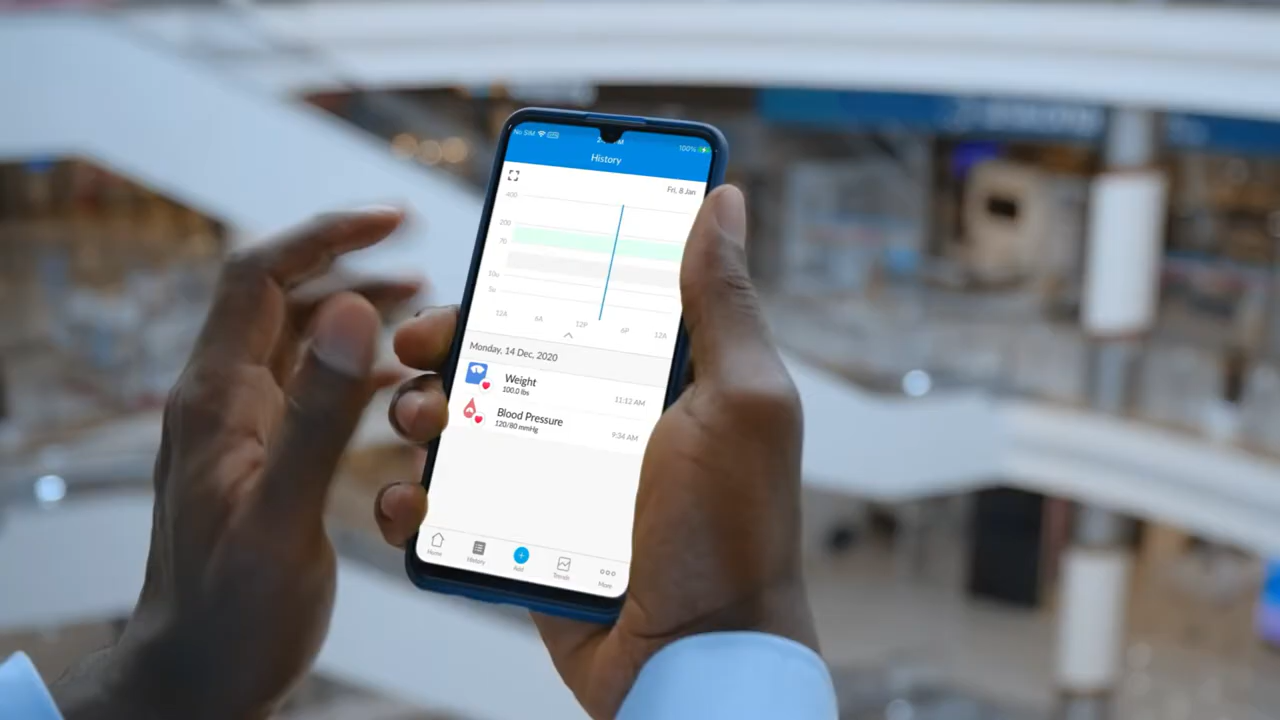 No SIM
100%
History
Fri, 8 Jan
400
200
70
10u
5u
12A 6A 12P 6P 12A
Monday, 14 Dec, 2020
Weight
100.0 lbs
11:12 AM
Blood Pressure
120/80 mmHg
9:34 AM
Home History Add Trends More